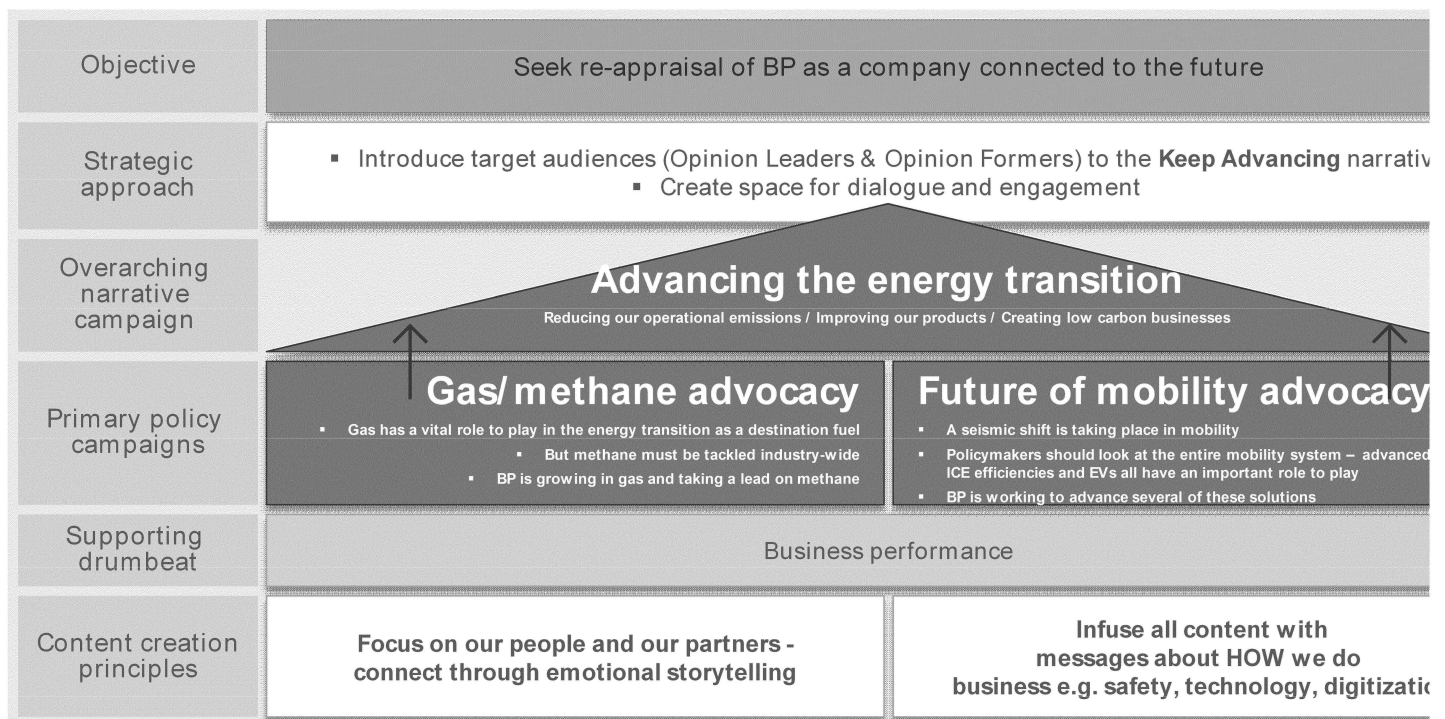 Objective
Seek re-appraisal of BP as a company connected to the future
Strategic
approach
▪ Introduce target audiences (Opinion Leaders & Opinion Formers) to the Keep Advancing narrativ
▪ Create space for dialogue and engagement
Overarching
narrative
campaign
Advancing the energy transition
Reducing our operational emissions / Improving our products / Creating low carbon businesses
Primary policy
campaigns
Gas/ methane advocacy
▪ Gas has a vital role to play in the energy transition as a destination fuel
▪ But methane must be tackled industry-wide
▪ BP is growing in gas and taking a lead on methane
Future of mobility advocacy
▪ A seismic shift is taking place in mobility
▪ Policymakers should look at the entire mobility system – advanced
ICE efficiencies and EVs all have an important role to play
▪ BP is working to advance several of these solutions
Supporting
drumbeat
Business performance
Content creation
principles
Focus on our people and our partners -
connect through emotional storytelling
Infuse all content with
messages about HOW we do
business e.g. safety, technology, digitizatio